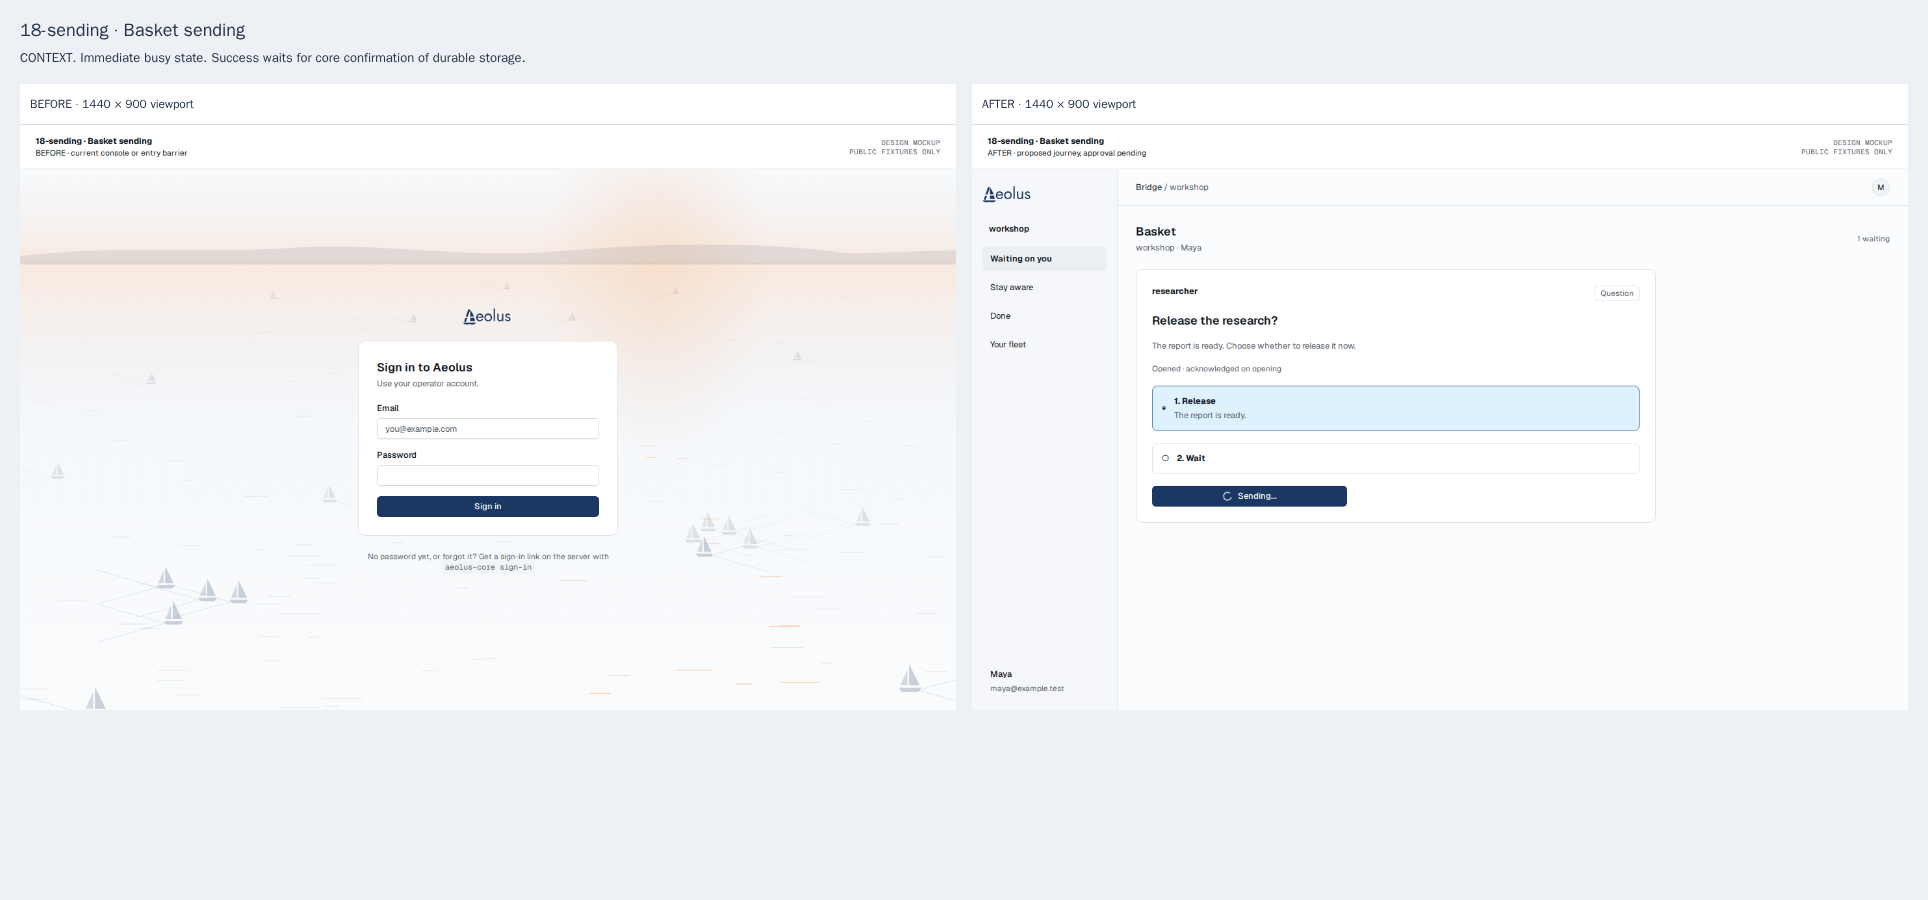 18-sending · Basket sending
CONTEXT. Immediate busy state. Success waits for core confirmation of durable storage.
BEFORE · 1440 × 900 viewport
18-sending · Basket sending
BEFORE · current console or entry barrier
DESIGN MOCKUP
PUBLIC FIXTURES ONLY
Aeolus
Sign in to Aeolus
Use your operator account.
Email
you@example.com
Password
Sign in
No password yet, or forgot it? Get a sign-in link on the server with
aeolus-core sign-in
AFTER · 1440 × 900 viewport
18-sending · Basket sending
AFTER · proposed journey, approval pending
DESIGN MOCKUP
PUBLIC FIXTURES ONLY
Aeolus
workshop
Waiting on you
Stay aware
Done
Your fleet
Maya
maya@example.test
Bridge / workshop
M
Basket
workshop · Maya
1 waiting
researcher
Question
Release the research?
The report is ready. Choose whether to release it now.
Opened · acknowledged on opening
1. Release
The report is ready.
2. Wait
Sending…